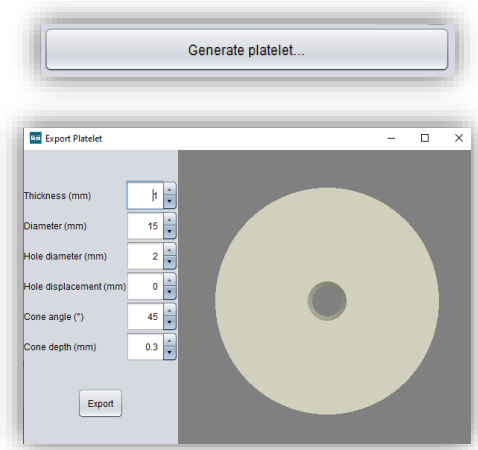 Generate platelet...
Export Platelet
Thickness (mm) 1
Diameter (mm) 15
Hole diameter (mm) 2
Hole displacement (mm) 0
Cone angle (°) 45
Cone depth (mm) 0.3
Export